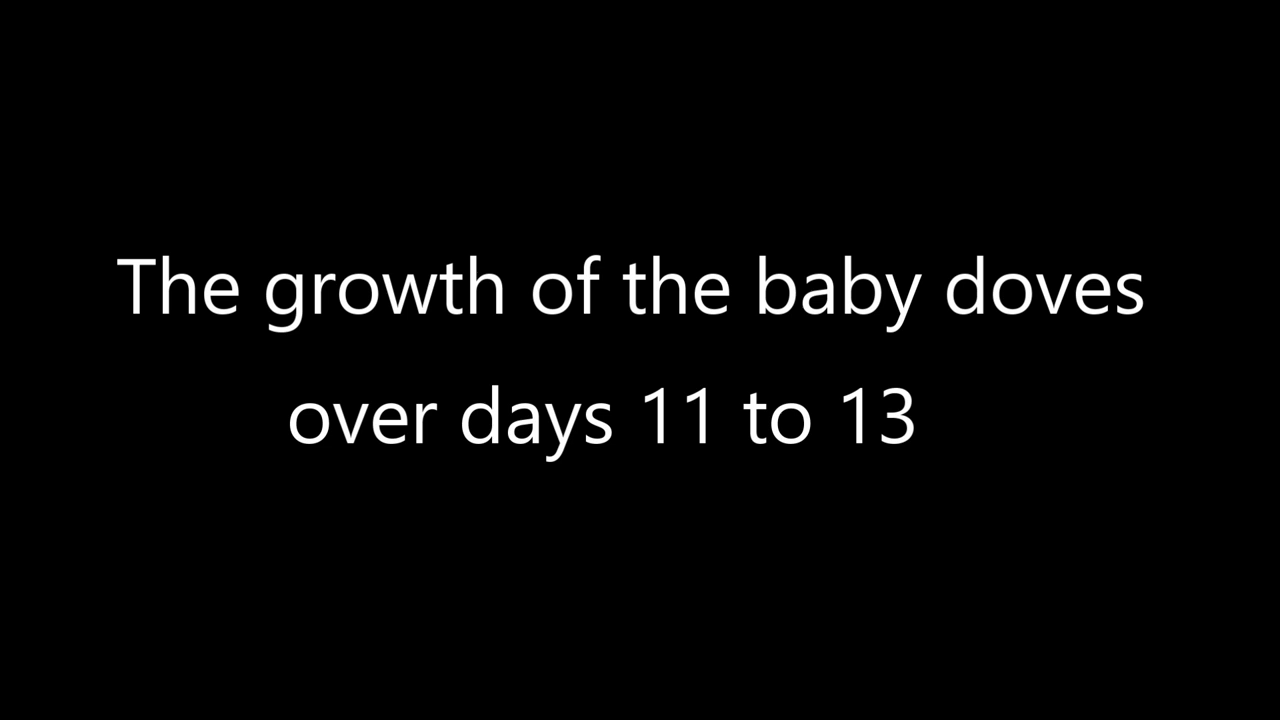 The growth of the baby doves
over days 11 to 13